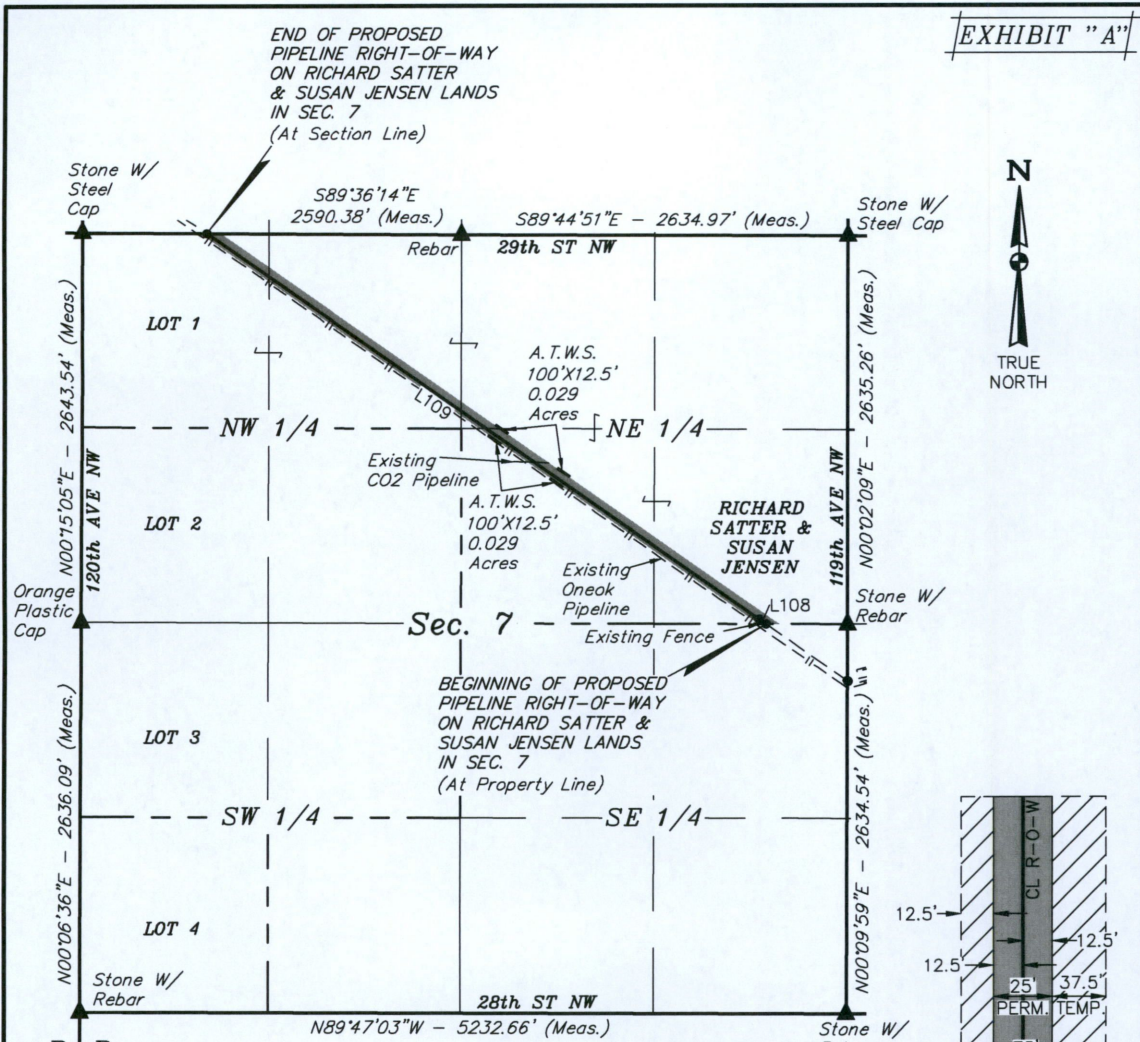 EXHIBIT "A"
END OF PROPOSED
PIPELINE RIGHT-OF-WAY
ON RICHARD SATTER
& SUSAN JENSEN LANDS
IN SEC. 7
(At Section Line)
Stone W/
Steel
Cap
S89°36'14"E
2590.38' (Meas.)
Rebar
S89°44'51"E - 2634.97' (Meas.)
29th ST NW
Stone W/
Steel Cap
N
TRUE
NORTH
N00°15'05"E - 2643.54' (Meas.)
120th AVE NW
LOT 1
L109
A.T.W.S.
100'X12.5'
0.029
Acres
N00°02'09"E - 2635.26' (Meas.)
119th AVE NW
NW 1/4
NE 1/4
Existing
CO2 Pipeline
A.T.W.S.
100'X12.5'
0.029
Acres
LOT 2
RICHARD
SATTER &
SUSAN
JENSEN
Existing
Oneok
Pipeline
Orange
Plastic
Cap
L108
Stone W/
Rebar
Sec. 7
Existing Fence
BEGINNING OF PROPOSED
PIPELINE RIGHT-OF-WAY
ON RICHARD SATTER &
SUSAN JENSEN LANDS
IN SEC. 7
(At Property Line)
N00°06'36"E - 2636.09' (Meas.)
LOT 3
SW 1/4
SE 1/4
N00°09'59"E - 2634.54' (Meas.)
LOT 4
Stone W/
Rebar
28th ST NW
N89°47'03"W - 5232.66' (Meas.)
Stone W/
CL R-O-W
12.5'
12.5'
12.5'
25'
37.5'
PERM.
TEMP.